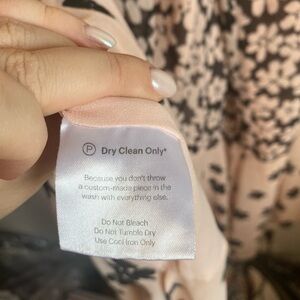 Ⓟ Dry Clean Only*
Because you don't throw
a custom-made piece in the
wash with everything else.
Do Not Bleach
Do Not Tumble Dry
Use Cool Iron Only